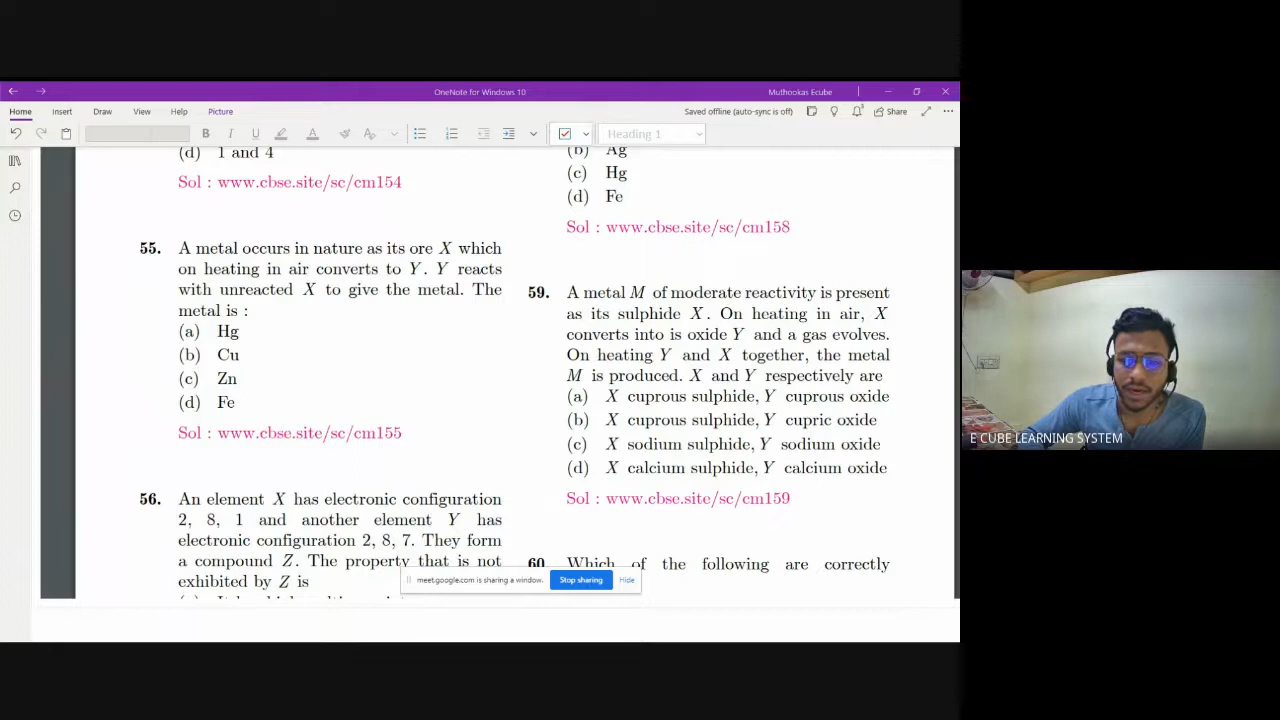 OneNote for Windows 10
Muthookas Ecube
Home Insert Draw View Help Picture
Saved offline (auto-sync is off)
Share
B I U A
Heading 1
(d) 1 and 4
Sol : www.cbse.site/sc/cm154
55. A metal occurs in nature as its ore X which
on heating in air converts to Y. Y reacts
with unreacted X to give the metal. The
metal is :
(a) Hg
(b) Cu
(c) Zn
(d) Fe
Sol : www.cbse.site/sc/cm155
56. An element X has electronic configuration
2, 8, 1 and another element Y has
electronic configuration 2, 8, 7. They form
a compound Z. The property that is not
exhibited by Z is
(b) Ag
(c) Hg
(d) Fe
Sol : www.cbse.site/sc/cm158
59. A metal M of moderate reactivity is present
as its sulphide X. On heating in air, X
converts into is oxide Y and a gas evolves.
On heating Y and X together, the metal
M is produced. X and Y respectively are
(a) X cuprous sulphide, Y cuprous oxide
(b) X cuprous sulphide, Y cupric oxide
(c) X sodium sulphide, Y sodium oxide
(d) X calcium sulphide, Y calcium oxide
Sol : www.cbse.site/sc/cm159
60. Which of the following are correctly
meet.google.com is sharing a window.
Stop sharing
Hide
E CUBE LEARNING SYSTEM